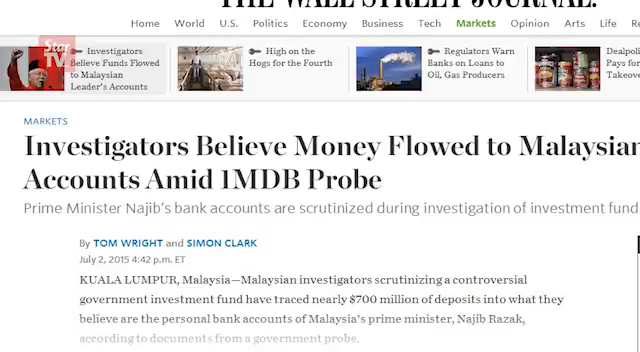 THE WALL STREET JOURNAL.
Home World U.S. Politics Economy Business Tech Markets Opinion Arts Life
Star
TV
Investigators
Believe Funds Flowed
to Malaysian
Leader's Accounts
High on the
Hogs for the Fourth
Regulators Warn
Banks on Loans to
Oil, Gas Producers
Dealpoli
Pays for
Takeove
MARKETS
Investigators Believe Money Flowed to Malaysian
Accounts Amid 1MDB Probe
Prime Minister Najib's bank accounts are scrutinized during investigation of investment fund
By TOM WRIGHT and SIMON CLARK
July 2, 2015 4:42 p.m. ET
KUALA LUMPUR, Malaysia—Malaysian investigators scrutinizing a controversial
government investment fund have traced nearly $700 million of deposits into what they
believe are the personal bank accounts of Malaysia's prime minister, Najib Razak,
according to documents from a government probe.